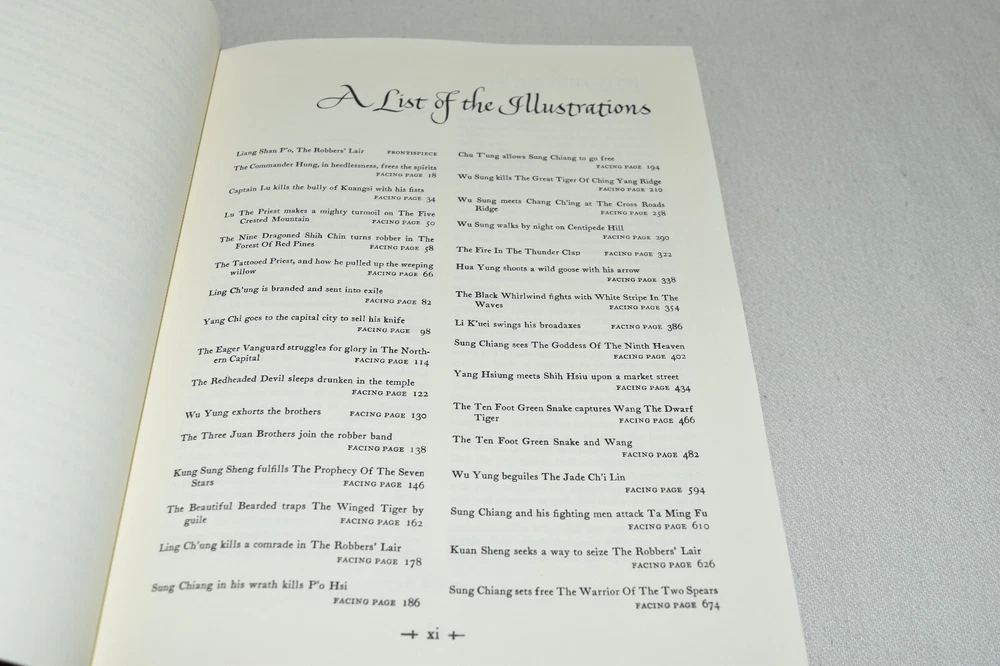 A List of the Illustrations
Liang Shan P'o, The Robbers' Lair FRONTISPIECE
The Commander Hung, in heedlessness, frees the spirits
FACING PAGE 18
Captain Lu kills the bully of Kuangsi with his fists
FACING PAGE 34
Lu The Priest makes a mighty turmoil on The Five
Crested Mountain FACING PAGE 50
The Nine Dragoned Shih Chin turns robber in The
Forest Of Red Pines FACING PAGE 58
The Tattooed Priest, and how he pulled up the weeping
willow FACING PAGE 66
Ling Ch'ung is branded and sent into exile
FACING PAGE 82
Yang Chi goes to the capital city to sell his knife
FACING PAGE 98
The Eager Vanguard struggles for glory in The North-
ern Capital FACING PAGE 114
The Redheaded Devil sleeps drunken in the temple
FACING PAGE 122
Wu Yung exhorts the brothers FACING PAGE 130
The Three Juan Brothers join the robber band
FACING PAGE 138
Kung Sung Sheng fulfills The Prophecy Of The Seven
Stars FACING PAGE 146
The Beautiful Bearded traps The Winged Tiger by
guile FACING PAGE 162
Ling Ch'ung kills a comrade in The Robbers' Lair
FACING PAGE 178
Sung Chiang in his wrath kills P'o Hsi
FACING PAGE 186
Chu T'ung allows Sung Chiang to go free
FACING PAGE 194
Wu Sung kills The Great Tiger Of Ching Yang Ridge
FACING PAGE 210
Wu Sung meets Chang Ch'ing at The Cross Roads
Ridge FACING PAGE 258
Wu Sung walks by night on Centipede Hill
FACING PAGE 290
The Fire In The Thunder Clap FACING PAGE 322
Hua Yung shoots a wild goose with his arrow
FACING PAGE 338
The Black Whirlwind fights with White Stripe In The
Waves FACING PAGE 354
Li K'uei swings his broadaxes FACING PAGE 386
Sung Chiang sees The Goddess Of The Ninth Heaven
FACING PAGE 402
Yang Hsiung meets Shih Hsiu upon a market street
FACING PAGE 434
The Ten Foot Green Snake captures Wang The Dwarf
Tiger FACING PAGE 466
The Ten Foot Green Snake and Wang
FACING PAGE 482
Wu Yung beguiles The Jade Ch'i Lin
FACING PAGE 594
Sung Chiang and his fighting men attack Ta Ming Fu
FACING PAGE 610
Kuan Sheng seeks a way to seize The Robbers' Lair
FACING PAGE 626
Sung Chiang sets free The Warrior Of The Two Spears
FACING PAGE 674
xi